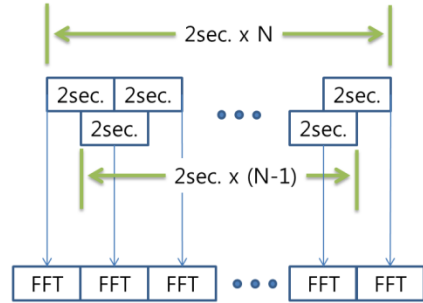 2sec. x N
2sec. 2sec. 2sec.
2sec. 2sec.
2sec. x (N-1)
FFT FFT FFT FFT FFT